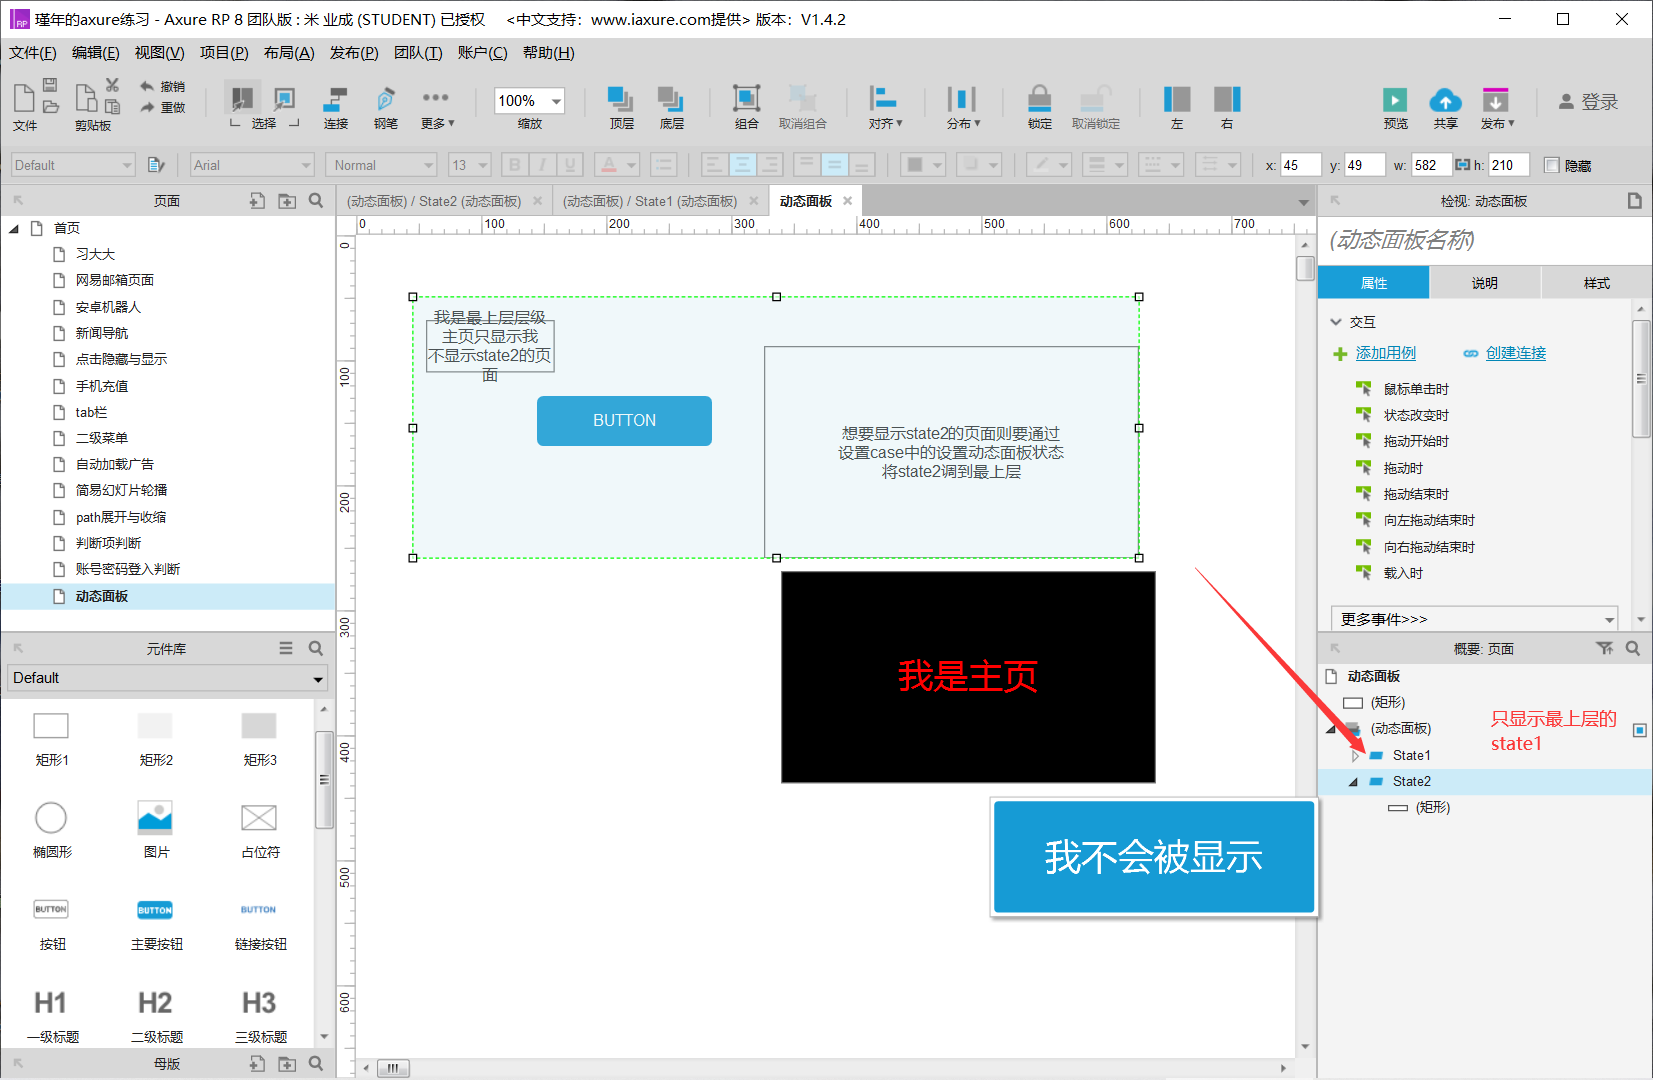 瑾年的axure练习 - Axure RP 8 团队版 : 米 业成 (STUDENT) 已授权 <中文支持：www.iaxure.com提供> 版本：V1.4.2
文件(F) 编辑(E) 视图(V) 项目(P) 布局(A) 发布(P) 团队(T) 账户(C) 帮助(H)
撤销
重做
文件 剪贴板 选择 连接 钢笔 更多 100% 缩放 顶层 底层 组合 取消组合 对齐 分布 锁定 取消锁定 左 右 预览 共享 发布 登录
Default Arial Normal 13 B I U A x: 45 y: 49 w: 582 h: 210 隐藏
页面
首页
习大大
网易邮箱页面
安卓机器人
新闻导航
点击隐藏与显示
手机充值
tab栏
二级菜单
自动加载广告
简易幻灯片轮播
path展开与收缩
判断项判断
账号密码登入判断
动态面板
元件库
Default
矩形1 矩形2 矩形3
椭圆形 图片 占位符
BUTTON BUTTON BUTTON
按钮 主要按钮 链接按钮
H1 H2 H3
一级标题 二级标题 三级标题
母版
(动态面板) / State2 (动态面板) (动态面板) / State1 (动态面板) 动态面板
0 100 200 300 400 500 600 700
0
100
200
300
400
500
600
我是最上层层级
主页只显示我
不显示state2的页
面
BUTTON
想要显示state2的页面则要通过
设置case中的设置动态面板状态
将state2调到最上层
我是主页
我不会被显示
检视: 动态面板
(动态面板名称)
属性 说明 样式
交互
添加用例 创建连接
鼠标单击时
状态改变时
拖动开始时
拖动时
拖动结束时
向左拖动结束时
向右拖动结束时
载入时
更多事件>>>
概要: 页面
动态面板
(矩形)
(动态面板)
State1
State2
(矩形)
只显示最上层的
state1